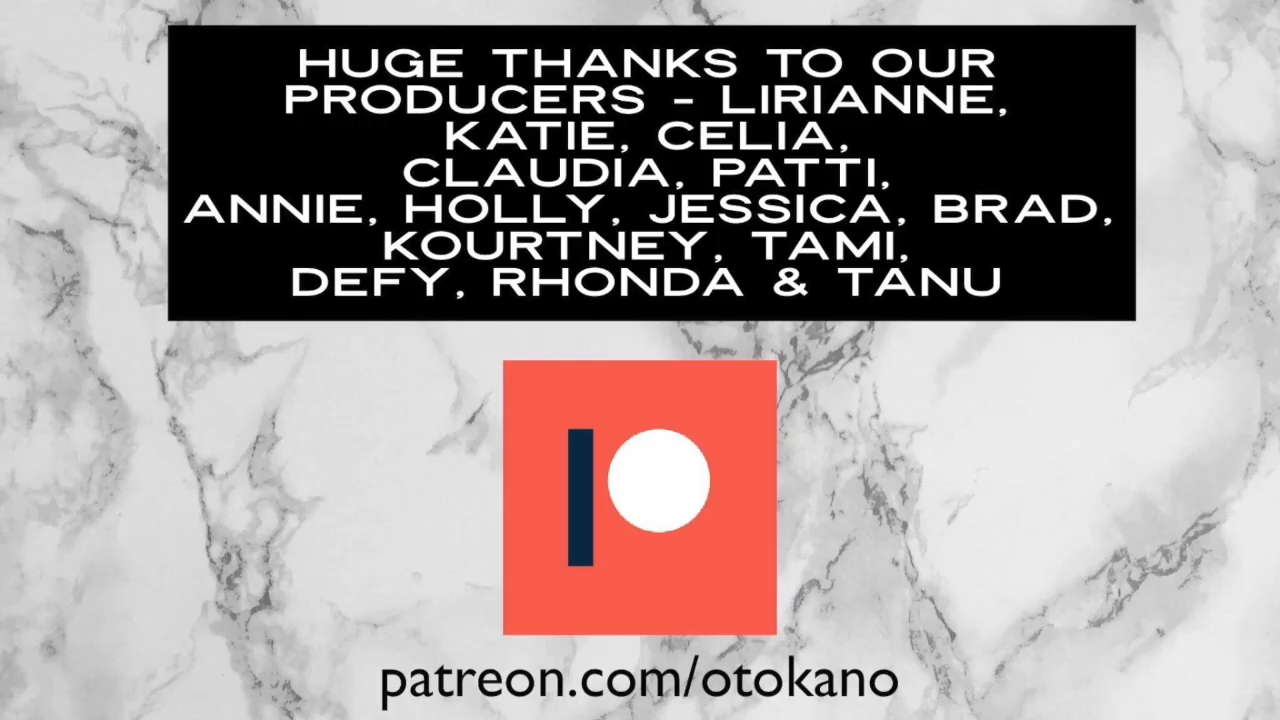 HUGE THANKS TO OUR
PRODUCERS - LIRIANNE,
KATIE, CELIA,
CLAUDIA, PATTI,
ANNIE, HOLLY, JESSICA, BRAD,
KOURTNEY, TAMI,
DEFY, RHONDA & TANU
patreon.com/otokano